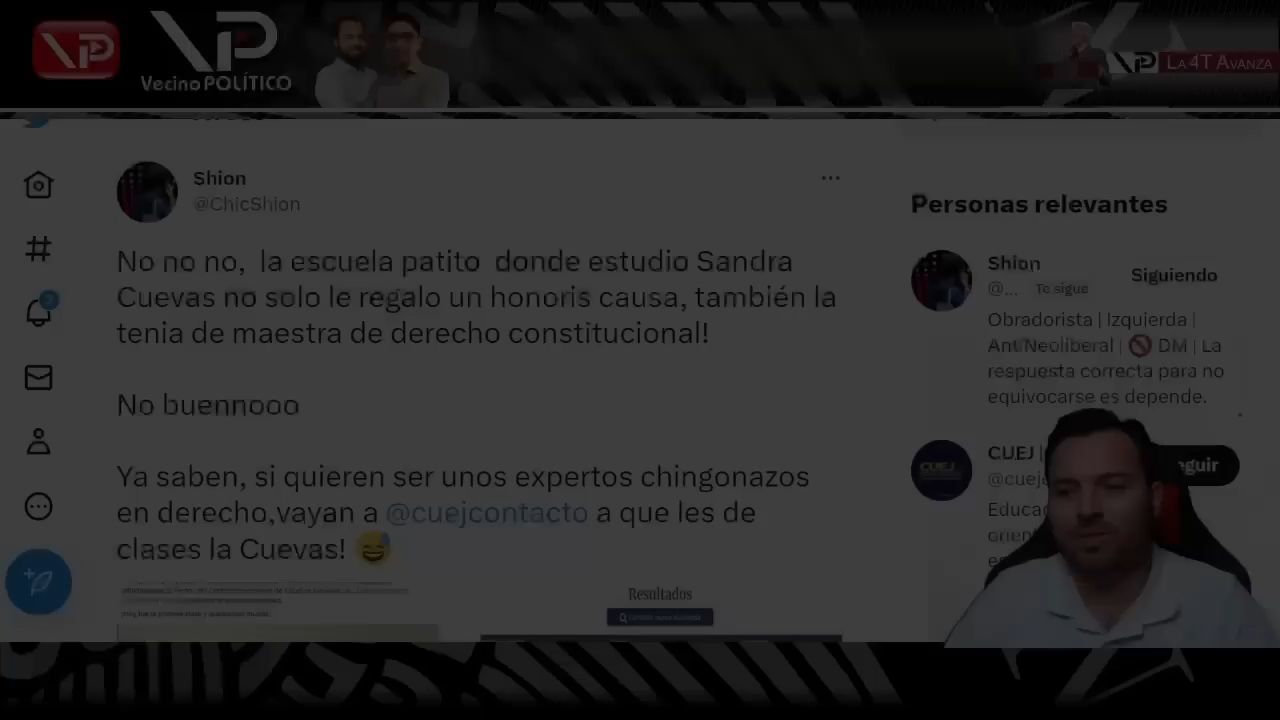 VP
VP
Vecino POLÍTICO
VP LA 4T AVANZA
Shion
@ChicShion
No no no, la escuela patito donde estudio Sandra
Cuevas no solo le regalo un honoris causa, también la
tenia de maestra de derecho constitucional!
No buennooo
Ya saben, si quieren ser unos expertos chingonazos
en derecho,vayan a @cuejcontacto a que les de
clases la Cuevas! 😅
Resultados
Personas relevantes
Shion
Siguiendo
@... Te sigue
Obradorista | Izquierda |
AntiNeoliberal | 🚫 DM | La
respuesta correcta para no
equivocarse es depende.
CUEJ
CUEJ |